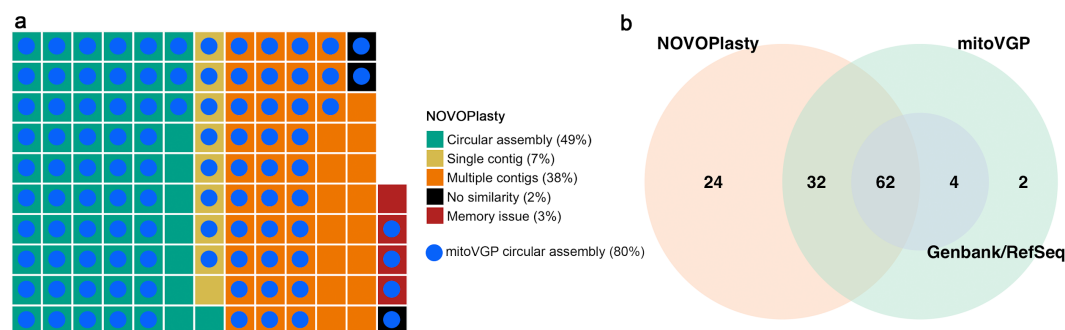 a
NOVOPlasty
Circular assembly (49%)
Single contig (7%)
Multiple contigs (38%)
No similarity (2%)
Memory issue (3%)
mitoVGP circular assembly (80%)
b
NOVOPlasty
mitoVGP
24
32
62
4
2
Genbank/RefSeq